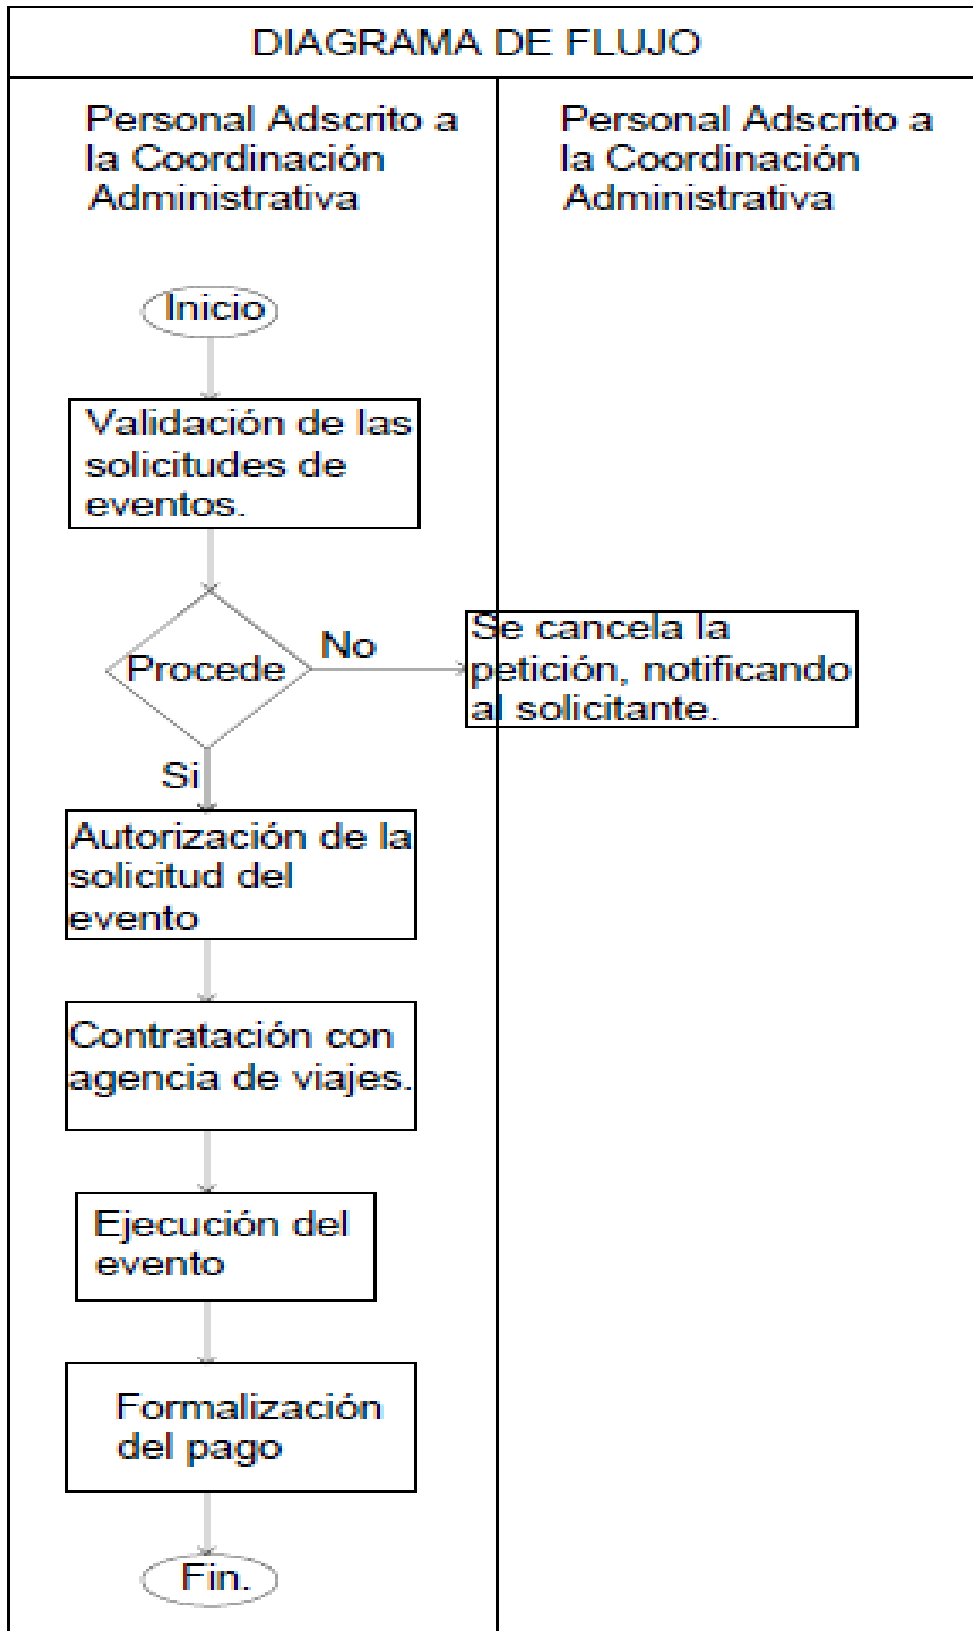 DIAGRAMA DE FLUJO
Personal Adscrito a
la Coordinación
Administrativa
Personal Adscrito a
la Coordinación
Administrativa
Inicio
Validación de las
solicitudes de
eventos.
Procede
No
Se cancela la
petición, notificando
al solicitante.
Si
Autorización de la
solicitud del
evento
Contratación con
agencia de viajes.
Ejecución del
evento
Formalización
del pago
Fin.